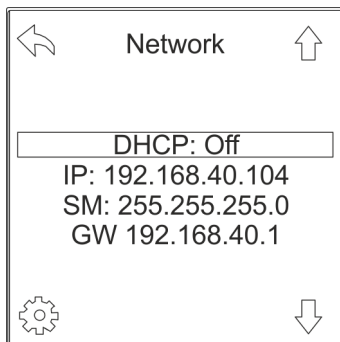 Network
DHCP: Off
IP: 192.168.40.104
SM: 255.255.255.0
GW 192.168.40.1